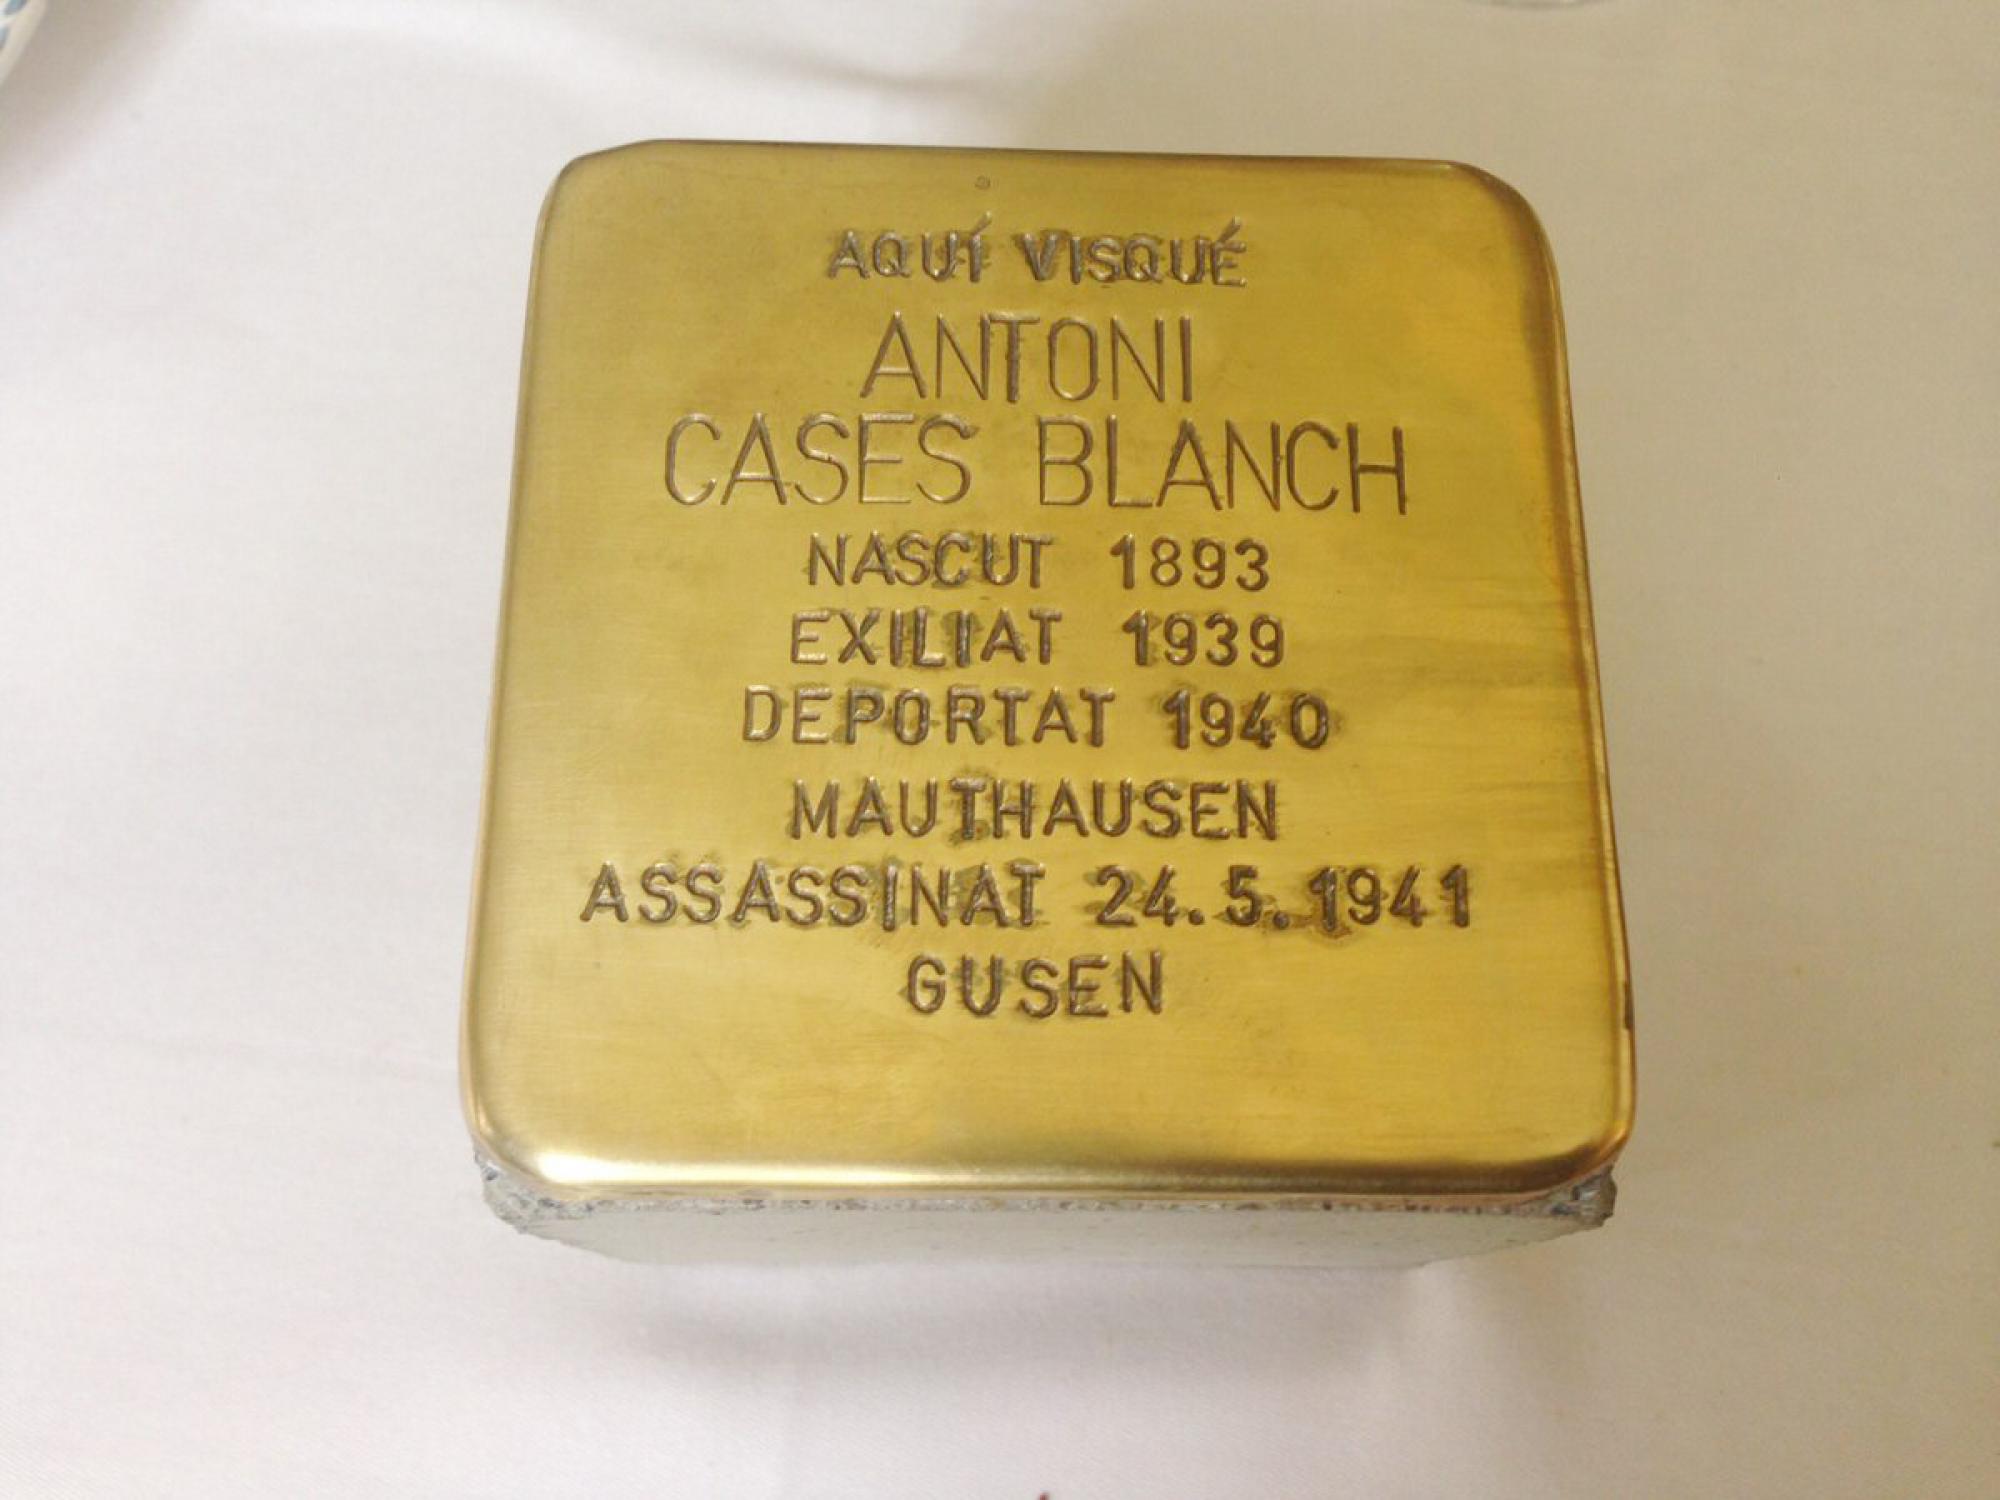 AQUÍ VISQUÉ
ANTONI
CASES BLANCH
NASCUT 1893
EXILIAT 1939
DEPORTAT 1940
MAUTHAUSEN
ASSASSINAT 24.5.1941
GUSEN